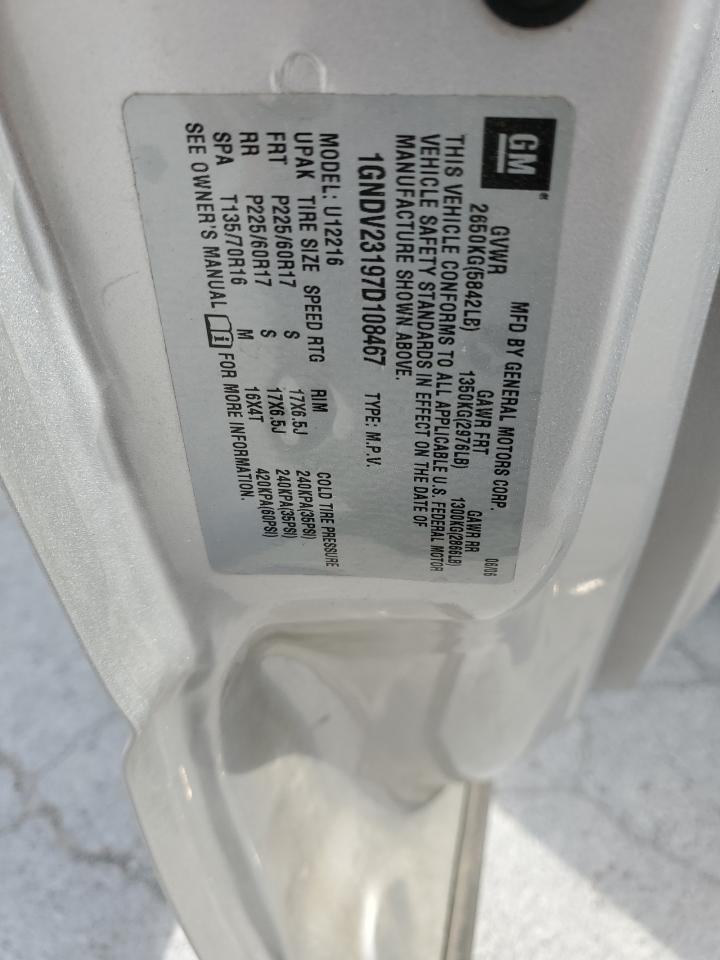 GM
MFD BY GENERAL MOTORS CORP. 06/06
GVWR GAWR FRT GAWR RR
2650KG(5842LB) 1350KG(2976LB) 1300KG(2866LB)
THIS VEHICLE CONFORMS TO ALL APPLICABLE U.S. FEDERAL MOTOR
VEHICLE SAFETY STANDARDS IN EFFECT ON THE DATE OF
MANUFACTURE SHOWN ABOVE.
1GNDV23197D108467 TYPE: M.P.V.
MODEL: U12216
UPAK TIRE SIZE SPEED RTG RIM COLD TIRE PRESSURE
FRT P225/60R17 S 17X6.5J 240KPA(35PSI)
RR P225/60R17 S 17X6.5J 240KPA(35PSI)
SPA T135/70R16 M 16X4T 420KPA(60PSI)
SEE OWNER'S MANUAL FOR MORE INFORMATION.